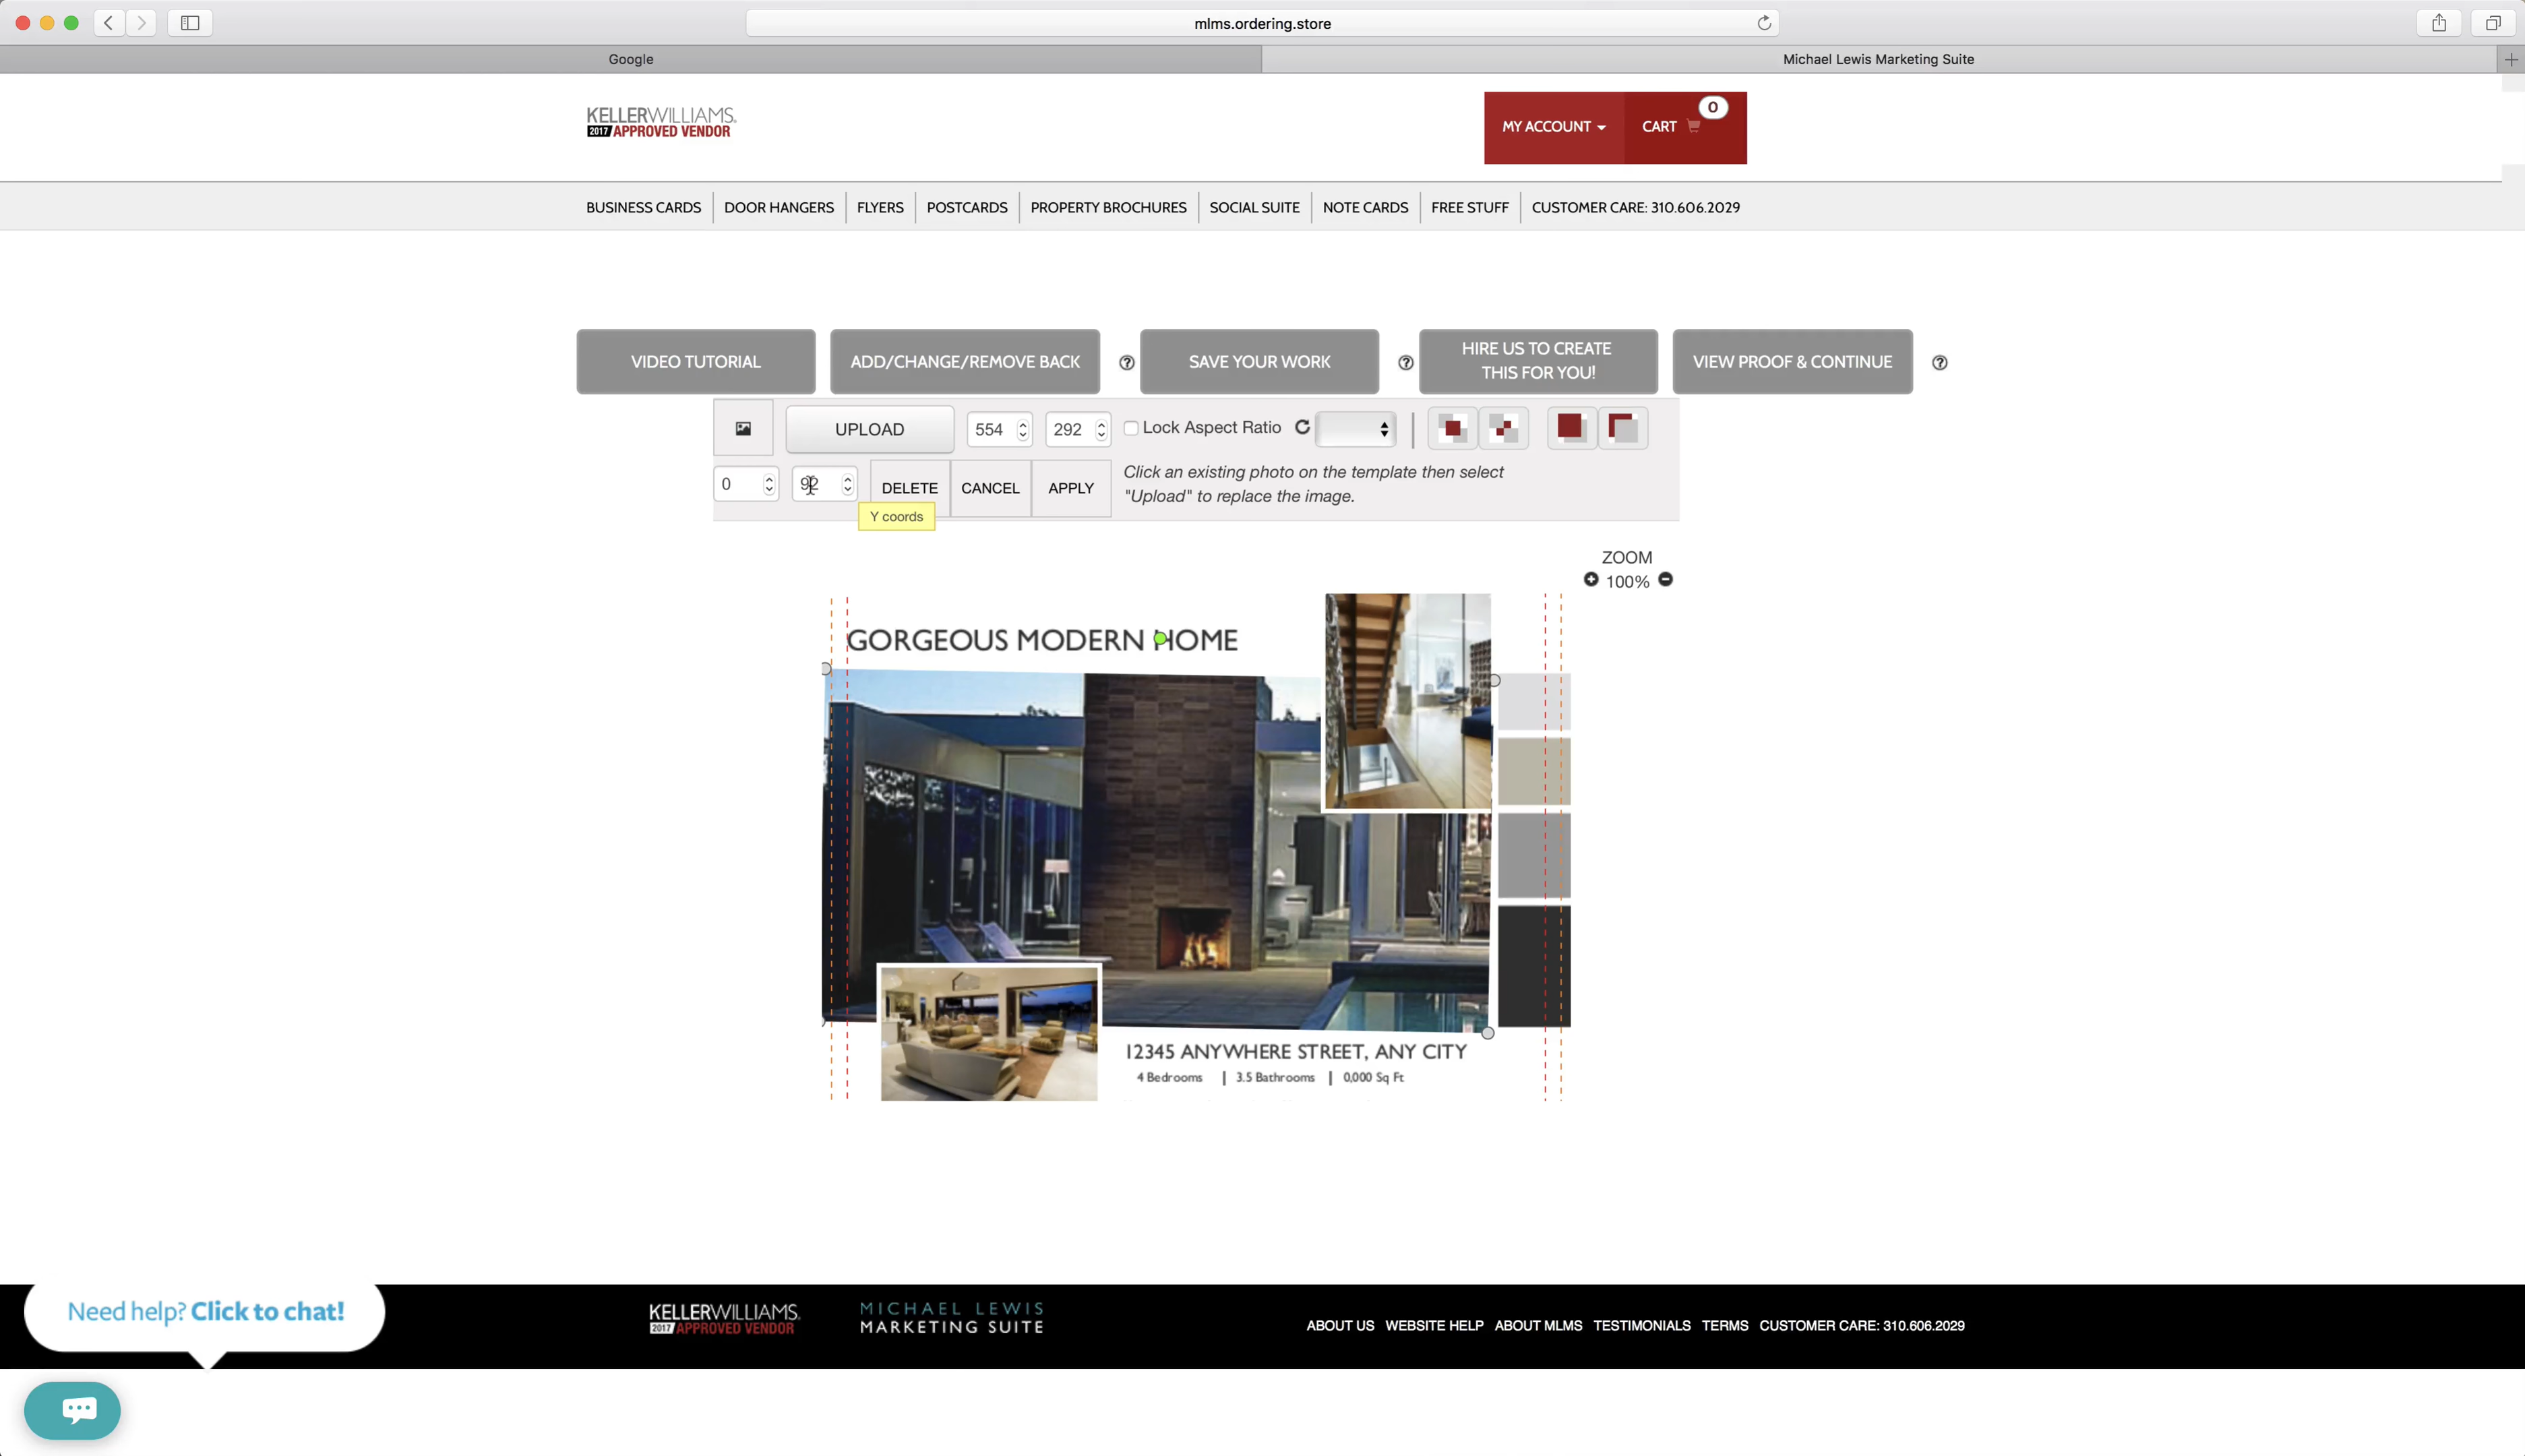 mlms.ordering.store
Google
Michael Lewis Marketing Suite
KELLERWILLIAMS.
2017 APPROVED VENDOR
MY ACCOUNT
CART
0
BUSINESS CARDS
DOOR HANGERS
FLYERS
POSTCARDS
PROPERTY BROCHURES
SOCIAL SUITE
NOTE CARDS
FREE STUFF
CUSTOMER CARE: 310.606.2029
VIDEO TUTORIAL
ADD/CHANGE/REMOVE BACK
?
SAVE YOUR WORK
?
HIRE US TO CREATE
THIS FOR YOU!
VIEW PROOF & CONTINUE
?
UPLOAD
554
292
Lock Aspect Ratio
0
92
DELETE
CANCEL
APPLY
Click an existing photo on the template then select
"Upload" to replace the image.
Y coords
ZOOM
100%
GORGEOUS MODERN HOME
12345 ANYWHERE STREET, ANY CITY
4 Bedrooms | 3.5 Bathrooms | 0,000 Sq Ft
Need help? Click to chat!
KELLERWILLIAMS.
2017 APPROVED VENDOR
MICHAEL LEWIS
MARKETING SUITE
ABOUT US
WEBSITE HELP
ABOUT MLMS
TESTIMONIALS
TERMS
CUSTOMER CARE: 310.606.2029